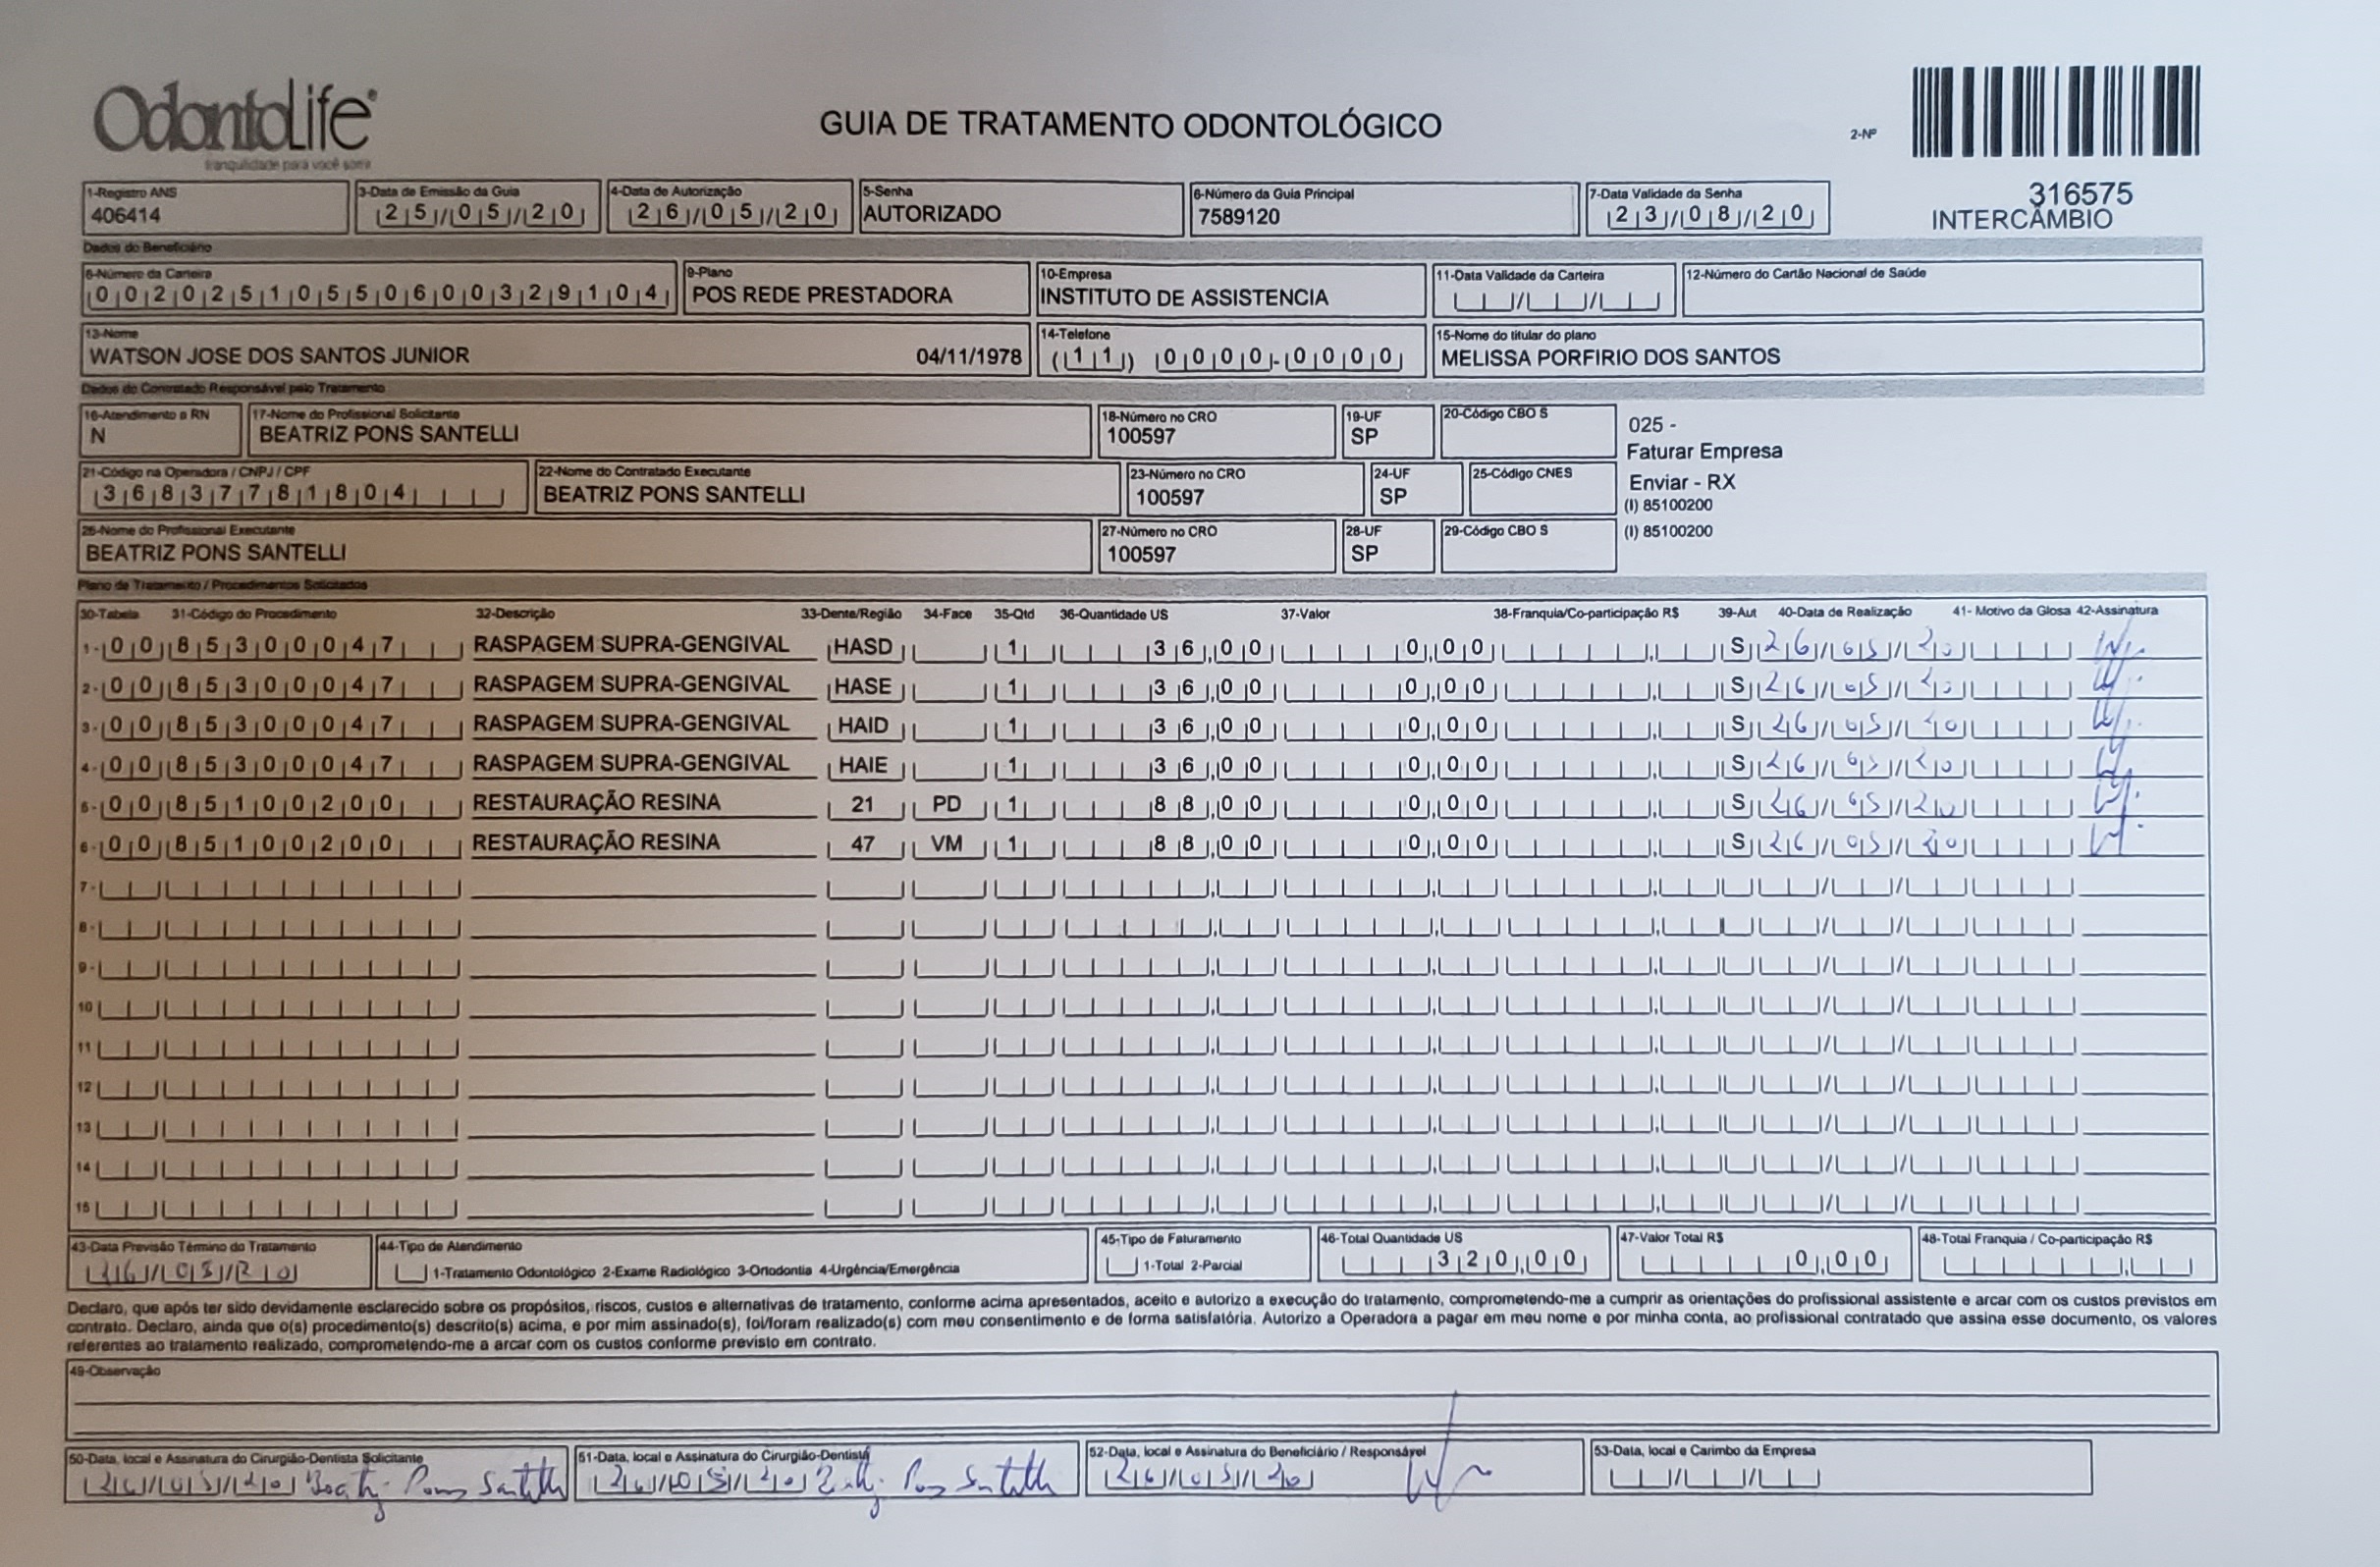 OdontoLife®
tranquilidade para você sorrir
GUIA DE TRATAMENTO ODONTOLÓGICO
2-Nº
316575
INTERCÂMBIO
1-Registro ANS 3-Data de Emissão da Guia 4-Data de Autorização 5-Senha 6-Número da Guia Principal 7-Data Validade da Senha
406414 25/05/20 26/05/20 AUTORIZADO 7589120 23/08/20
Dados do Beneficiário
8-Número da Carteira 9-Plano 10-Empresa 11-Data Validade da Carteira 12-Número do Cartão Nacional de Saúde
00202510550600329104 POS REDE PRESTADORA INSTITUTO DE ASSISTENCIA
13-Nome 14-Telefone 15-Nome do titular do plano
WATSON JOSE DOS SANTOS JUNIOR 04/11/1978 (11) 0000-0000 MELISSA PORFIRIO DOS SANTOS
Dados do Contratado Responsável pelo Tratamento
16-Atendimento a RN 17-Nome do Profissional Solicitante 18-Número no CRO 19-UF 20-Código CBO S
N BEATRIZ PONS SANTELLI 100597 SP
025 -
Faturar Empresa
Enviar - RX
(I) 85100200
(I) 85100200
21-Código na Operadora / CNPJ / CPF 22-Nome do Contratado Executante 23-Número no CRO 24-UF 25-Código CNES
36837781804 BEATRIZ PONS SANTELLI 100597 SP
26-Nome do Profissional Executante 27-Número no CRO 28-UF 29-Código CBO S
BEATRIZ PONS SANTELLI 100597 SP
Plano de Tratamento / Procedimentos Solicitados
30-Tabela 31-Código do Procedimento 32-Descrição 33-Dente/Região 34-Face 35-Qtd 36-Quantidade US 37-Valor 38-Franquia/Co-participação R$ 39-Aut 40-Data de Realização 41- Motivo da Glosa 42-Assinatura
1- 00 85300047 RASPAGEM SUPRA-GENGIVAL HASD 1 36,00 0,00 S 26/05/20
2- 00 85300047 RASPAGEM SUPRA-GENGIVAL HASE 1 36,00 0,00 S 26/05/20
3- 00 85300047 RASPAGEM SUPRA-GENGIVAL HAID 1 36,00 0,00 S 26/05/20
4- 00 85300047 RASPAGEM SUPRA-GENGIVAL HAIE 1 36,00 0,00 S 26/05/20
5- 00 85100200 RESTAURAÇÃO RESINA 21 PD 1 88,00 0,00 S 26/05/20
6- 00 85100200 RESTAURAÇÃO RESINA 47 VM 1 88,00 0,00 S 26/05/20
7-
8-
9-
10
11
12
13
14
15
43-Data Previsão Término do Tratamento 44-Tipo de Atendimento 45-Tipo de Faturamento 46-Total Quantidade US 47-Valor Total R$ 48-Total Franquia / Co-participação R$
26/05/20 1-Tratamento Odontológico 2-Exame Radiológico 3-Ortodontia 4-Urgência/Emergência 1-Total 2-Parcial 320,00 0,00
Declaro, que após ter sido devidamente esclarecido sobre os propósitos, riscos, custos e alternativas de tratamento, conforme acima apresentados, aceito e autorizo a execução do tratamento, comprometendo-me a cumprir as orientações do profissional assistente e arcar com os custos previstos em
contrato. Declaro, ainda que o(s) procedimento(s) descrito(s) acima, e por mim assinado(s), foi/foram realizado(s) com meu consentimento e de forma satisfatória. Autorizo a Operadora a pagar em meu nome e por minha conta, ao profissional contratado que assina esse documento, os valores
referentes ao tratamento realizado, comprometendo-me a arcar com os custos conforme previsto em contrato.
49-Observação
50-Data, local e Assinatura do Cirurgião-Dentista Solicitante 51-Data, local e Assinatura do Cirurgião-Dentista 52-Data, local e Assinatura do Beneficiário / Responsável 53-Data, local e Carimbo da Empresa
26/05/20 Beatriz Pons Santelli 26/05/20 Beatriz Pons Santelli 26/05/20